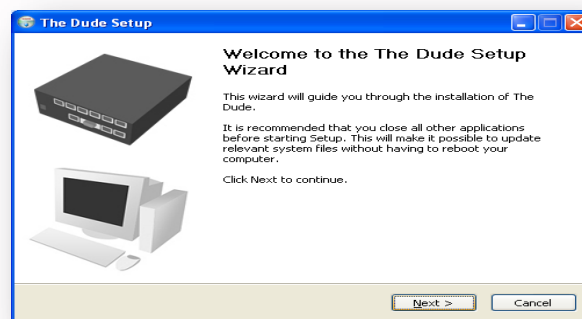 The Dude Setup
Welcome to the The Dude Setup
Wizard
This wizard will guide you through the installation of The
Dude.
It is recommended that you close all other applications
before starting Setup. This will make it possible to update
relevant system files without having to reboot your
computer.
Click Next to continue.
Next >
Cancel